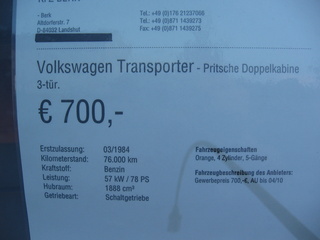 - Berk
Altdorferstr. 7
D-84032 Landshut
Tel.: +49 (0)176 21237068
Tel.: +49 (0)871 1439273
Fax: +49 (0)871 1439275
Volkswagen Transporter - Pritsche Doppelkabine
3-tür.
€ 700,-
Erstzulassung: 03/1984
Kilometerstand: 76.000 km
Kraftstoff: Benzin
Leistung: 57 kW / 78 PS
Hubraum: 1888 cm³
Getriebeart: Schaltgetriebe
Fahrzeugeigenschaften
Orange, 4 Zylinder, 5-Gänge
Fahrzeugbeschreibung des Anbieters:
Gewerbepreis 700,-€, AU bis 04/10